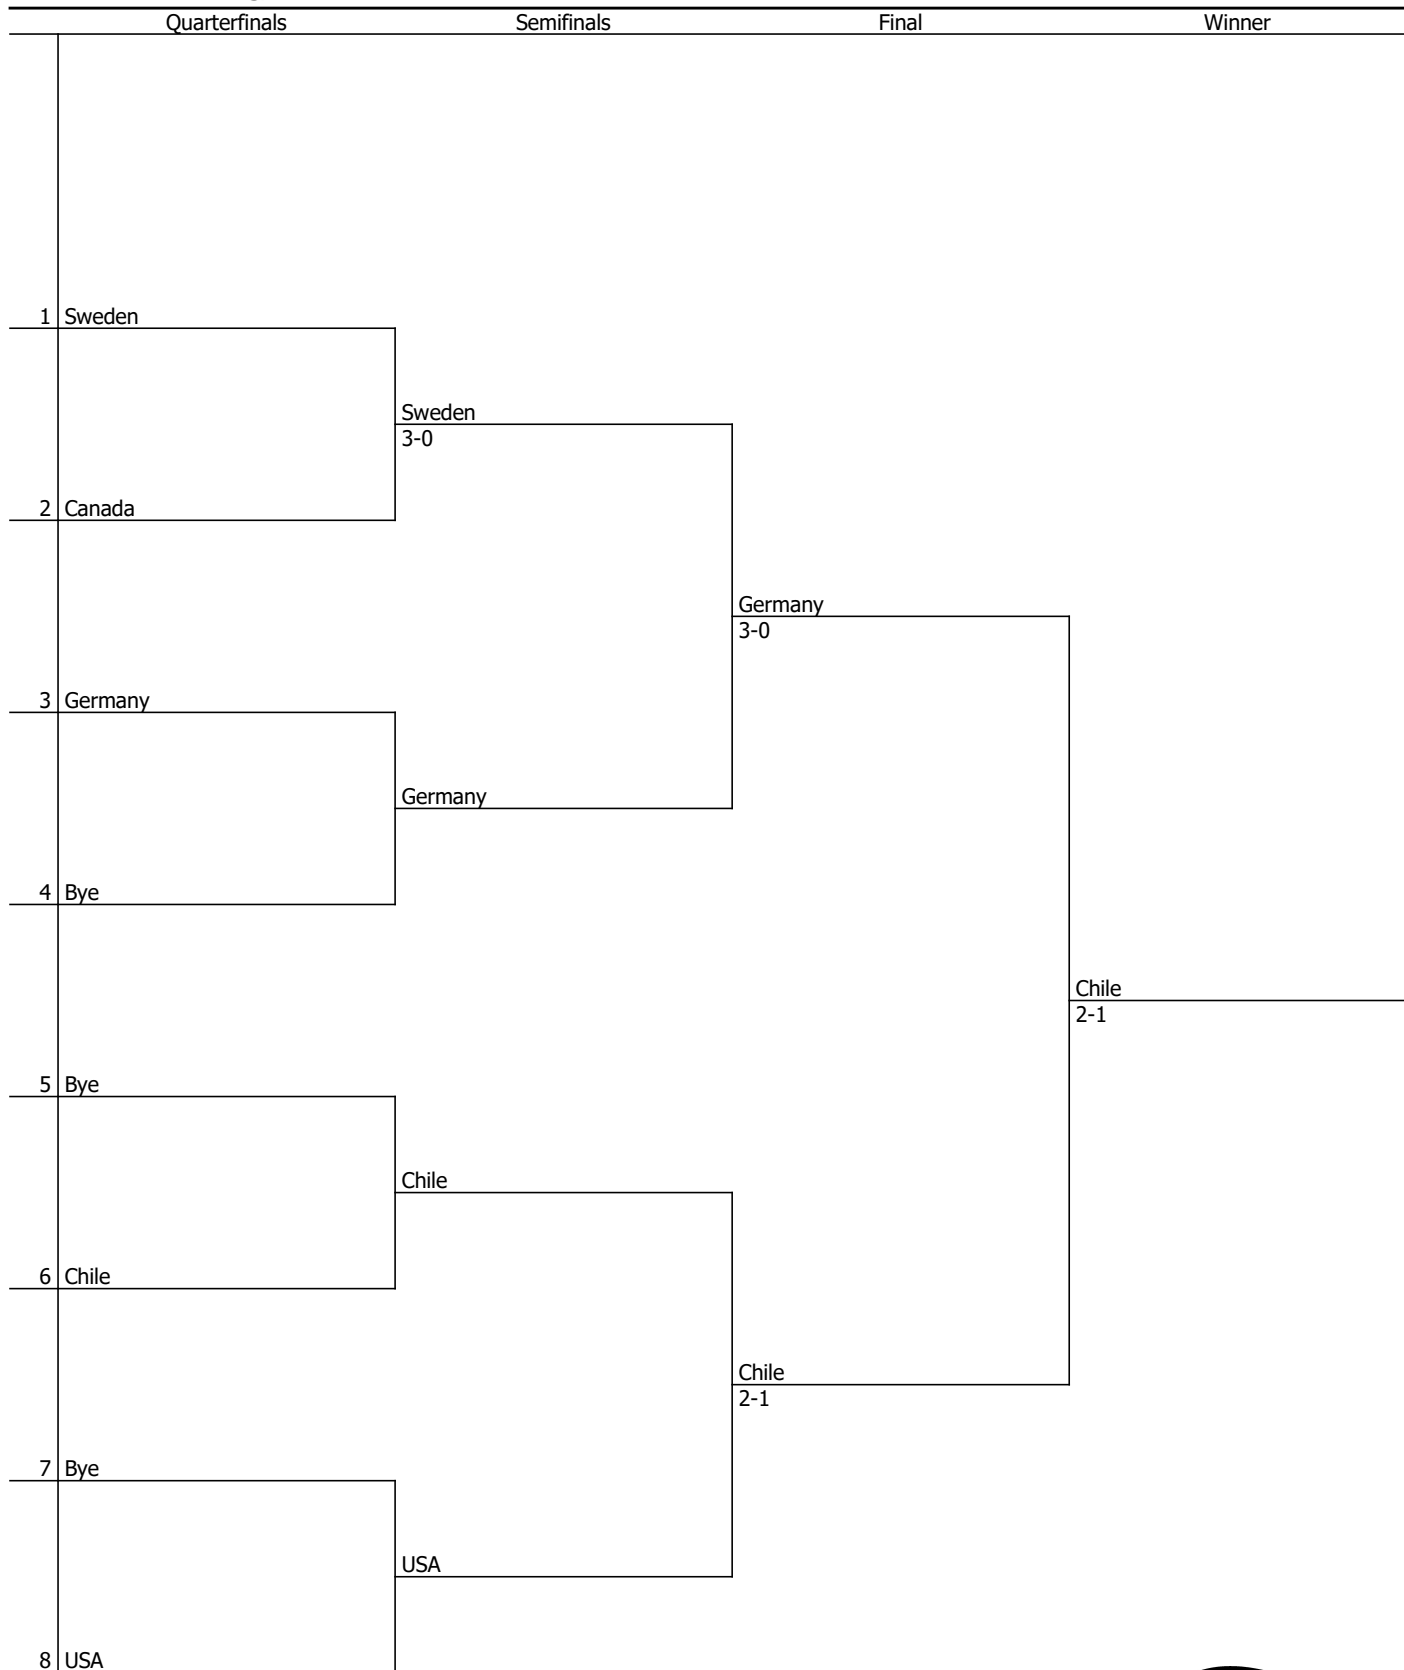 Quarterfinals Semifinals Final Winner
1 Sweden
Sweden
3-0
2 Canada
Germany
3-0
3 Germany
Germany
4 Bye
Chile
2-1
5 Bye
Chile
6 Chile
Chile
2-1
7 Bye
USA
8 USA